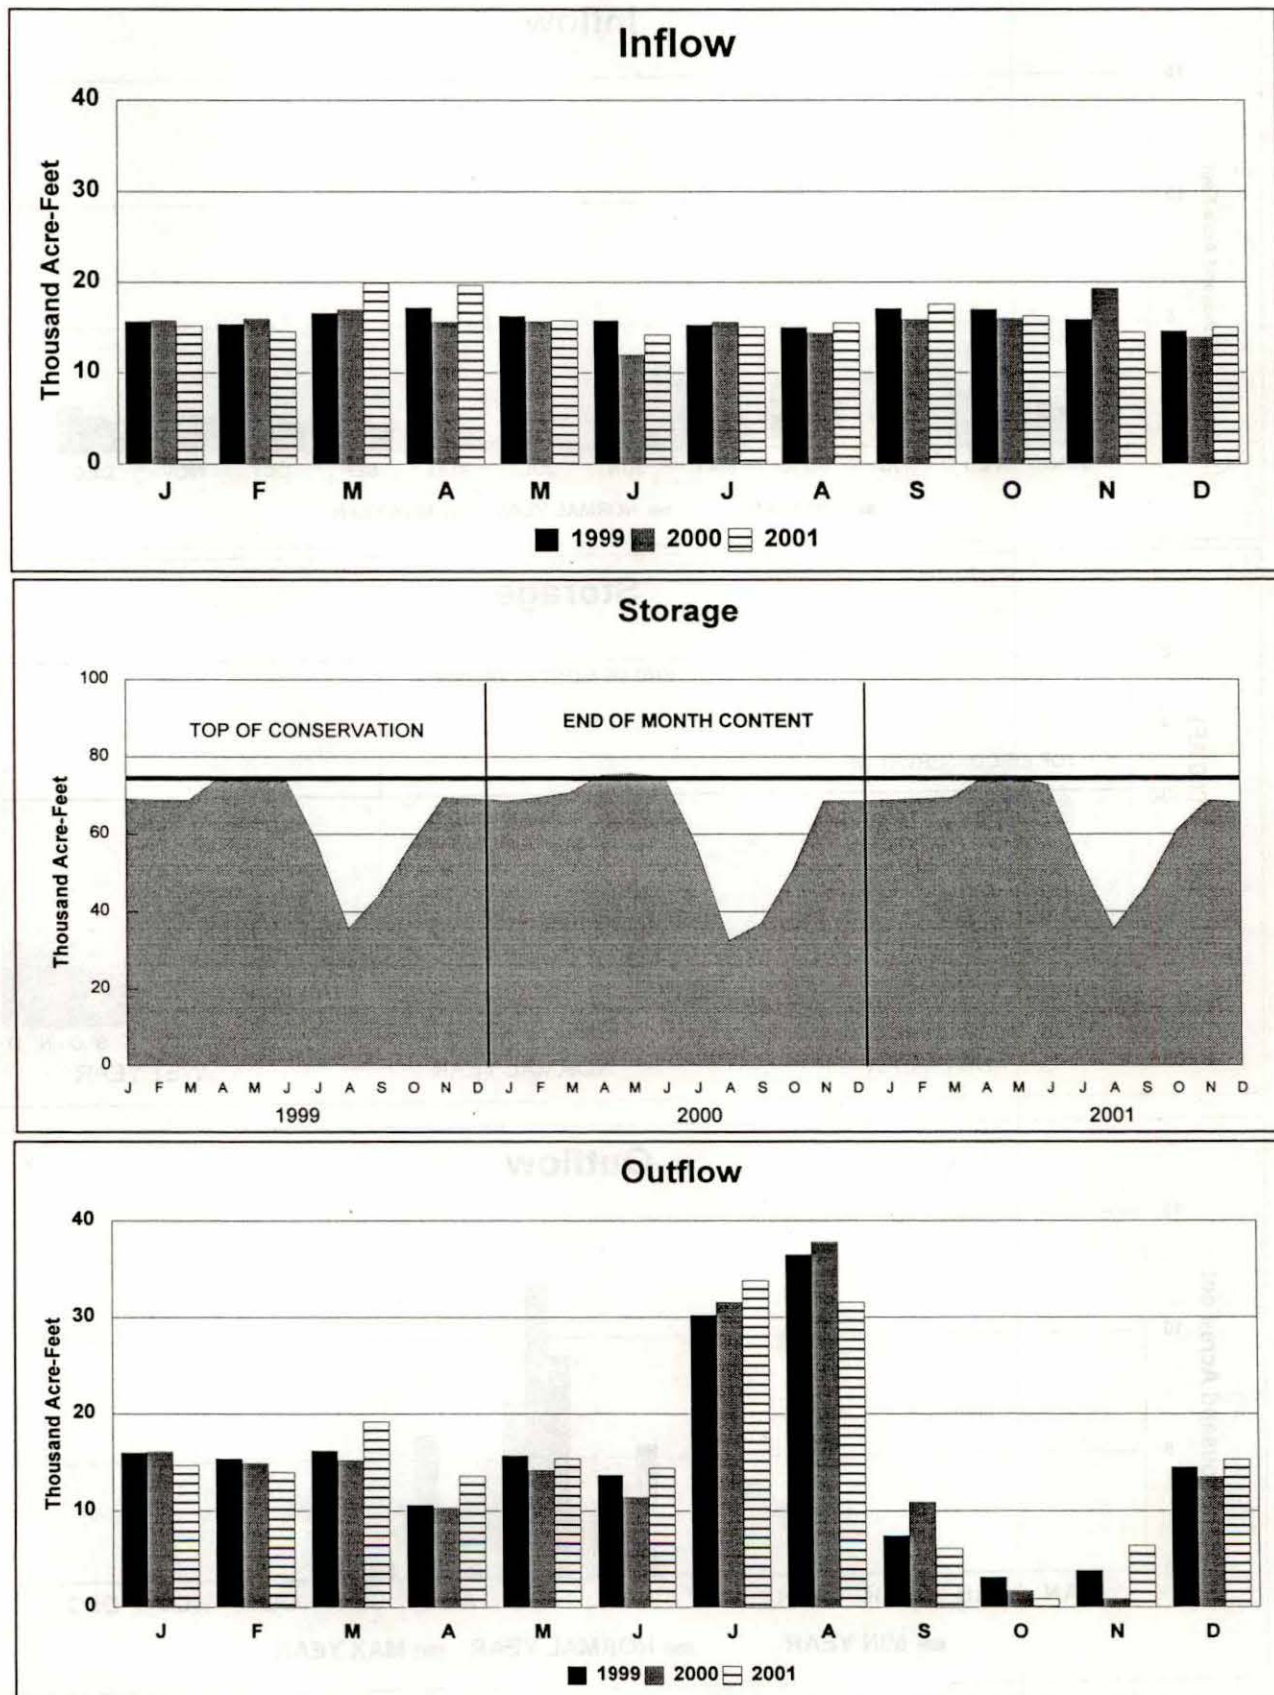 Inflow
Thousand Acre-Feet
40
30
20
10
0
J F M A M J J A S O N D
1999 2000 2001
Storage
Thousand Acre-Feet
100
80
60
40
20
0
TOP OF CONSERVATION
END OF MONTH CONTENT
J F M A M J J A S O N D J F M A M J J A S O N D J F M A M J J A S O N D
1999 2000 2001
Outflow
Thousand Acre-Feet
40
30
20
10
0
J F M A M J J A S O N D
1999 2000 2001